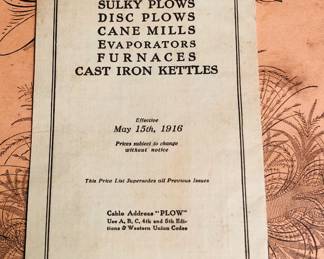 SULKY PLOWS
DISC PLOWS
CANE MILLS
EVAPORATORS
FURNACES
CAST IRON KETTLES
Effective
May 15th, 1916
Prices subject to change
without notice
This Price List Supersedes all Previous Issues
Cable Address "PLOW"
Use A, B, C, 4th and 5th Edi-
tions & Western Union Codes